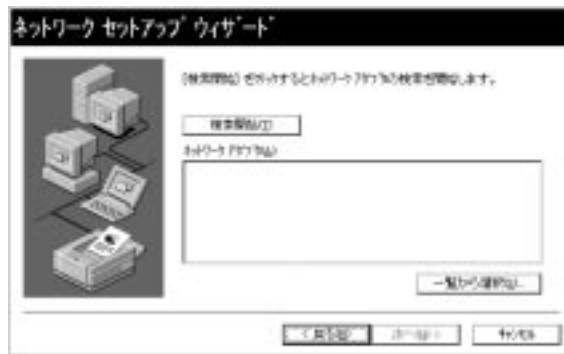 ネットワーク セットアップ ウィザード
[検索開始] をクリックするとネットワーク アダプタの検索を開始します。
検索開始(I)
ネットワーク アダプタ(A)
一覧から選択(L)...
< 戻る(B)
次へ(N) >
キャンセル